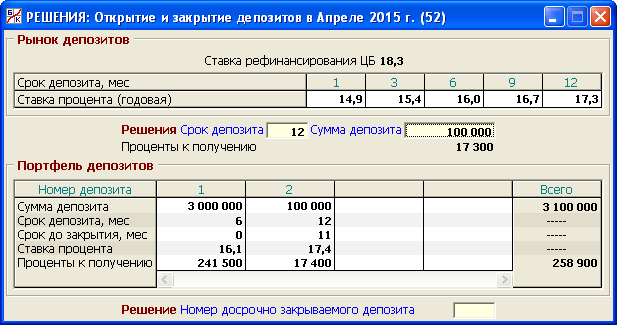 РЕШЕНИЯ: Открытие и закрытие депозитов в Апреле 2015 г. (52)
Рынок депозитов
Ставка рефинансирования ЦБ 18,3
Срок депозита, мес 1 3 6 9 12
Ставка процента (годовая) 14,9 15,4 16,0 16,7 17,3
Решения Срок депозита 12 Сумма депозита 100 000
Проценты к получению 17 300
Портфель депозитов
Номер депозита 1 2 Всего
Сумма депозита 3 000 000 100 000 3 100 000
Срок депозита, мес 6 12 -----
Срок до закрытия, мес 0 11 -----
Ставка процента 16,1 17,4 -----
Проценты к получению 241 500 17 400 258 900
Решение Номер досрочно закрываемого депозита